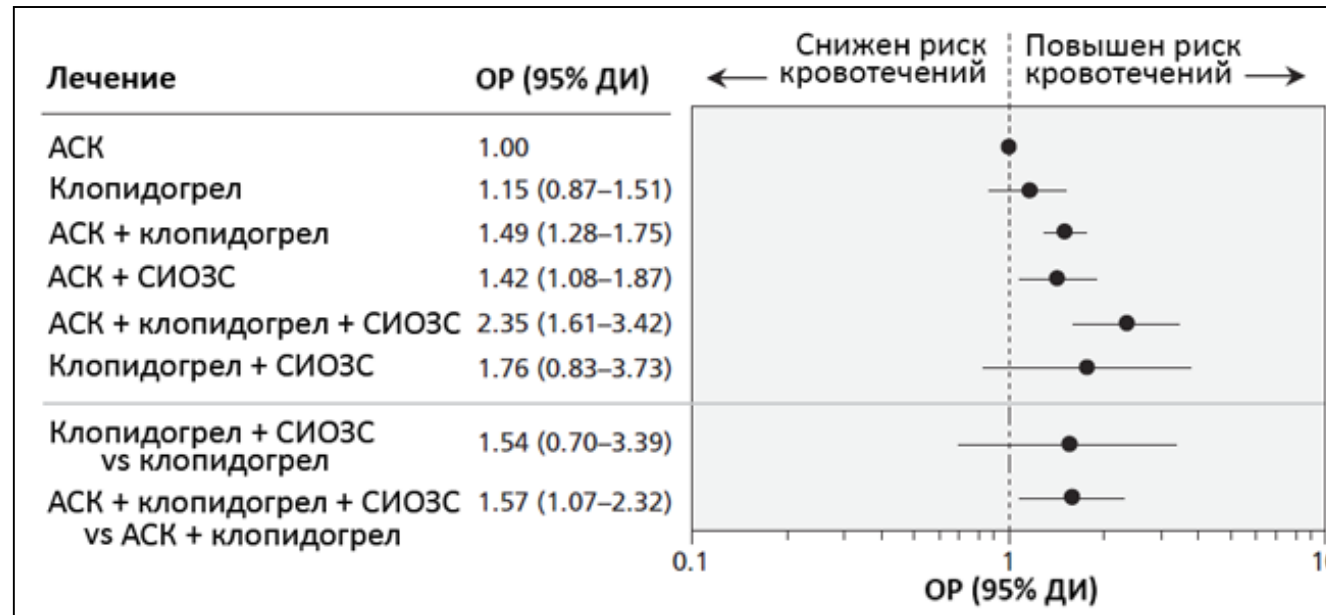 Снижен риск кровотечений
Повышен риск кровотечений
Лечение ОР (95% ДИ)
АСК 1.00
Клопидогрел 1.15 (0.87–1.51)
АСК + клопидогрел 1.49 (1.28–1.75)
АСК + СИОЗС 1.42 (1.08–1.87)
АСК + клопидогрел + СИОЗС 2.35 (1.61–3.42)
Клопидогрел + СИОЗС 1.76 (0.83–3.73)
Клопидогрел + СИОЗС 1.54 (0.70–3.39)
vs клопидогрел
АСК + клопидогрел + СИОЗС 1.57 (1.07–2.32)
vs АСК + клопидогрел
0.1 1
ОР (95% ДИ)